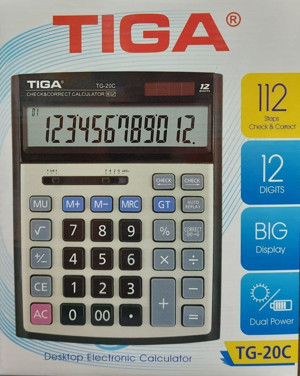 TIGA®
TIGA
TG-20C
12
DIGITS
CHECK&CORRECT CALCULATOR
123456789012.
CHECK
CHECK
MU
M+
M-
MRC
GT
AUTO
REPLAY
√
7
8
9
%
CORRECT
+/-
4
5
6
×
÷
CE
1
2
3
+
-
AC
0
00
•
=
112
Steps
Check & Correct
12
DIGITS
BIG
Display
Dual Power
Desktop Electronic Calculator
TG-20C